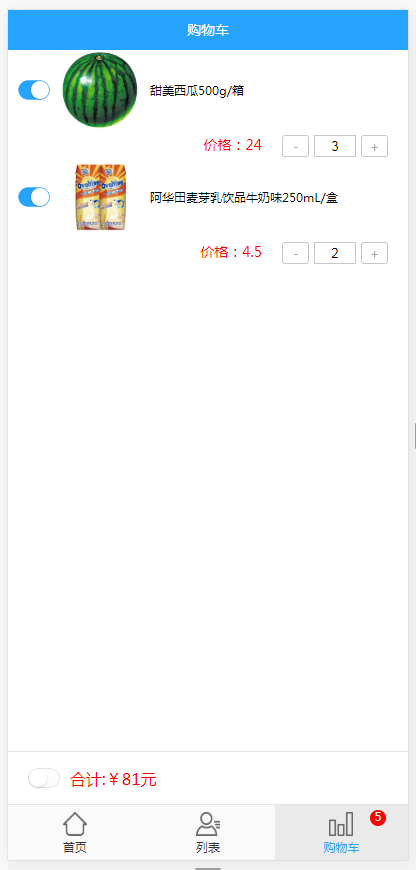 购物车
甜美西瓜500g/箱
价格：24 - 3 +
Ovaltine
阿华田麦芽乳饮品牛奶味250mL/盒
价格：4.5 - 2 +
合计:￥81元
5
首页 列表 购物车